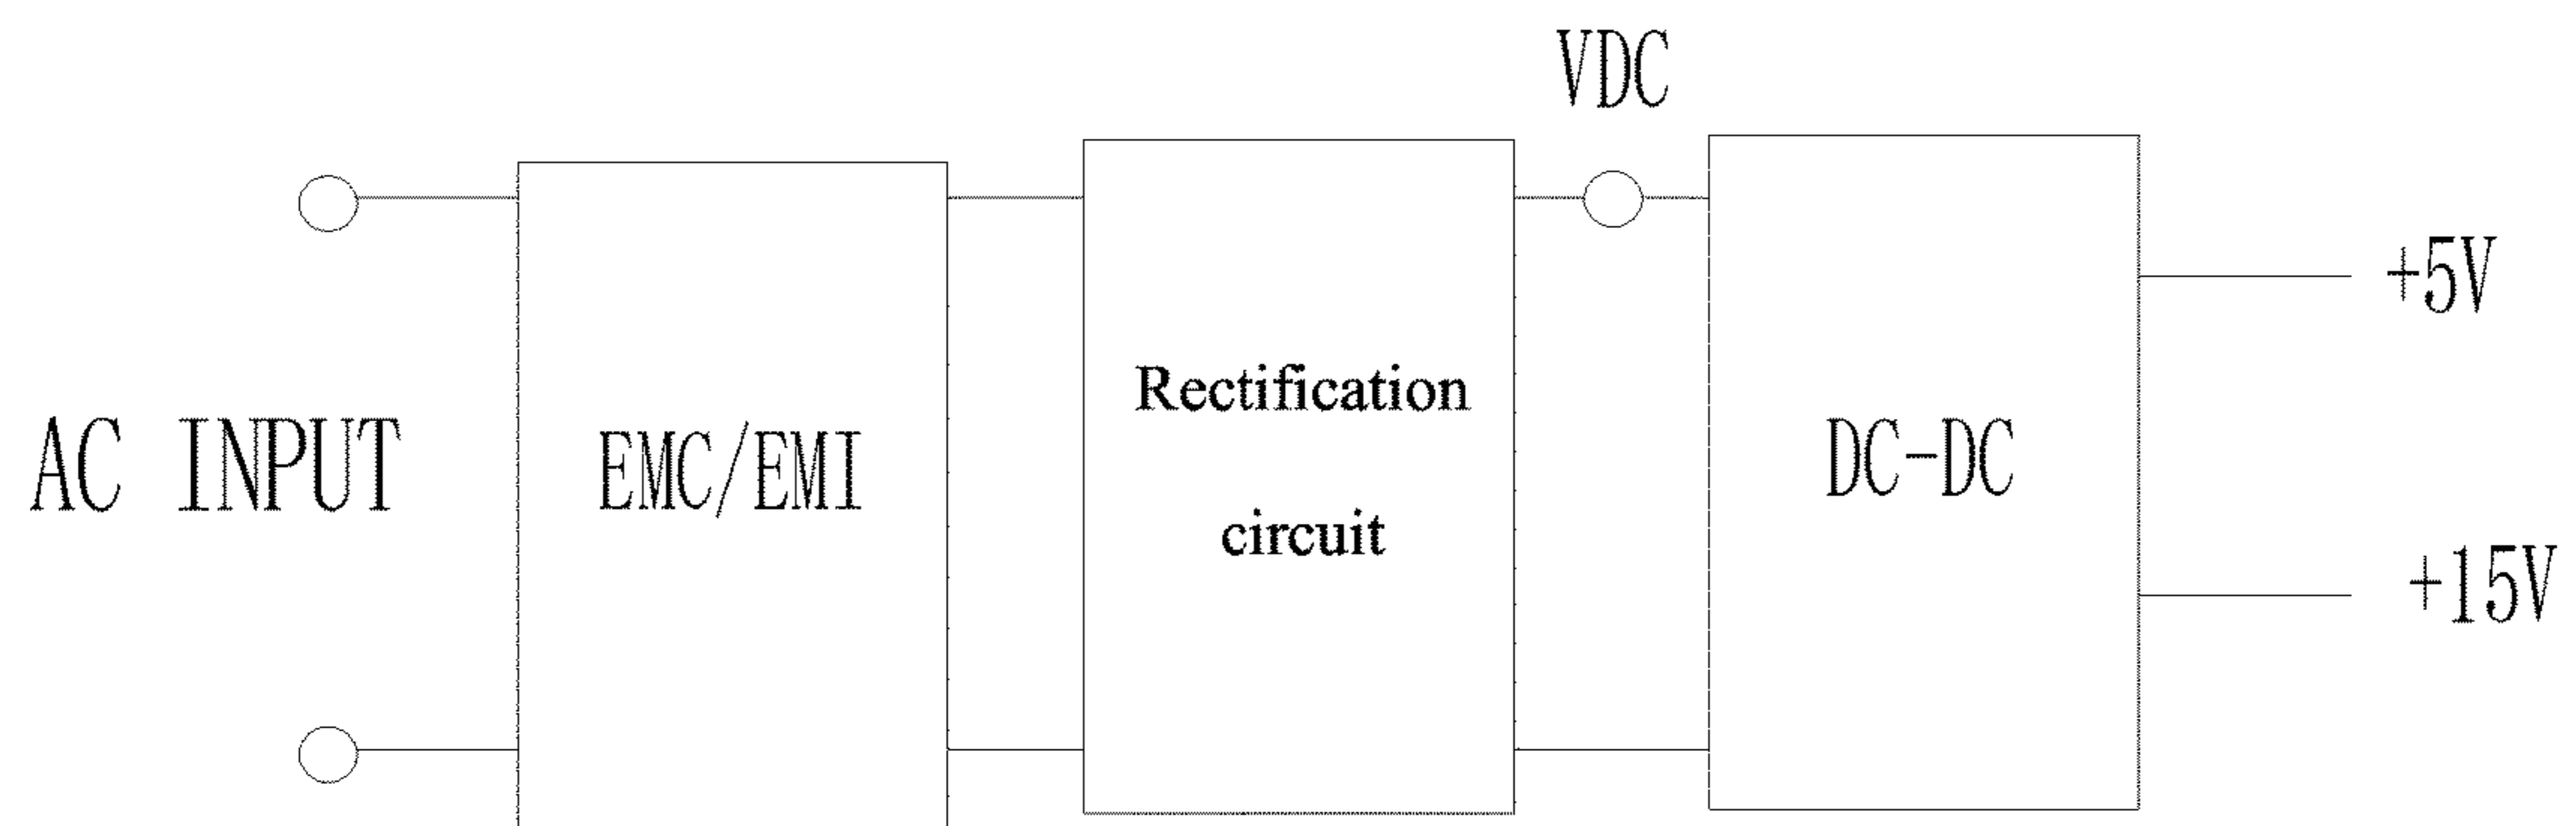 VDC
+5V
AC INPUT
EMC/EMI
Rectification
circuit
DC-DC
+15V